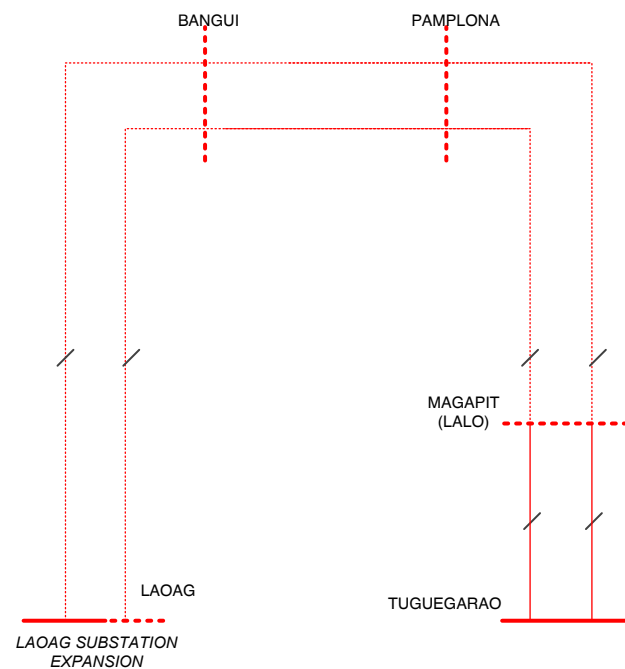 BANGUI
PAMPLONA
MAGAPIT
(LALO)
LAOAG
TUGUEGARAO
LAOAG SUBSTATION
EXPANSION